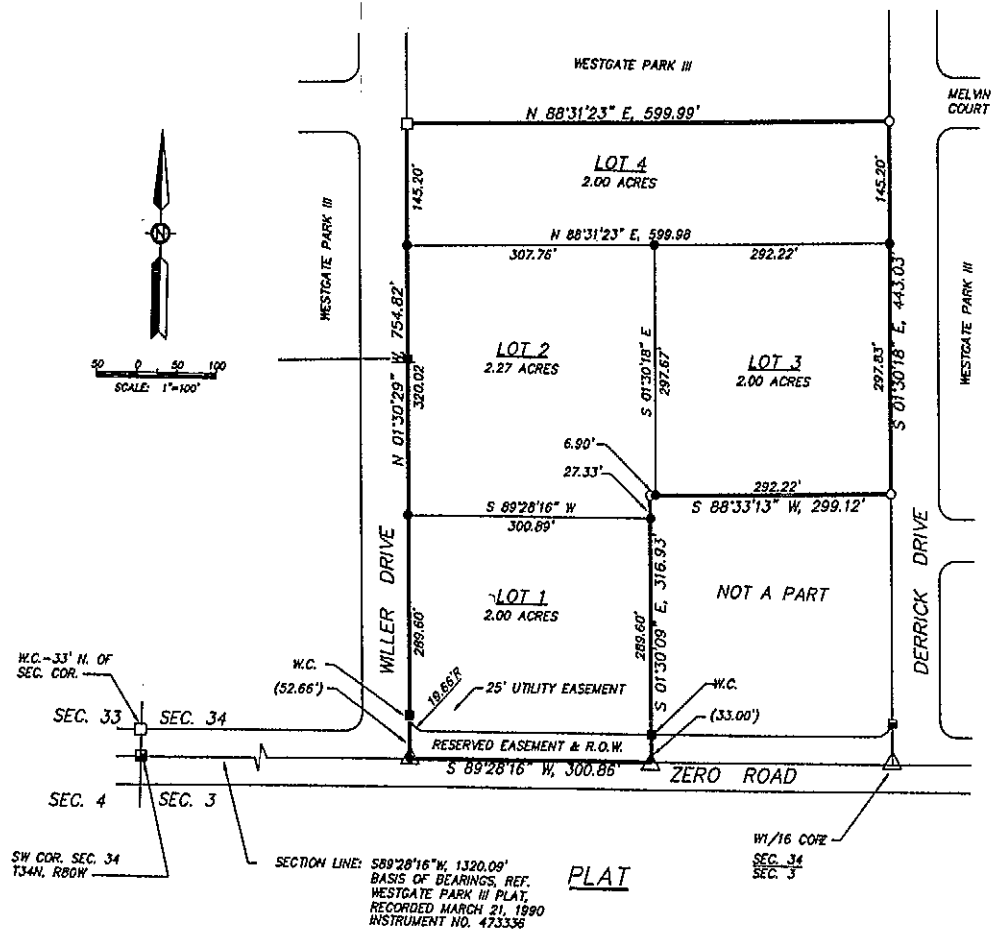 WESTGATE PARK III
MELVIN
COURT
N 88°31'23" E, 599.99'
LOT 4
2.00 ACRES
145.20'
145.20'
N 88°31'23" E, 599.98
307.76'
292.22'
WESTGATE PARK III
N
50 0 50 100
SCALE: 1"=100'
N 01°30'29" W, 754.82'
320.02'
LOT 2
2.27 ACRES
S 01°30'18" E
297.67'
LOT 3
2.00 ACRES
297.83'
S 01°30'18" E, 443.03'
WESTGATE PARK III
6.90'
27.33'
292.22'
S 88°33'13" W, 299.12'
S 89°28'16" W
300.89'
WILLER DRIVE
289.60'
LOT 1
2.00 ACRES
289.60'
S 01°30'09" E, 316.93'
NOT A PART
DERRICK DRIVE
W.C.-33' N. OF
SEC. COR.
W.C.
(52.66')
19.66'R
25' UTILITY EASEMENT
W.C.
(33.00')
SEC. 33
SEC. 34
RESERVED EASEMENT & R.O.W.
S 89°28'16" W, 300.86'
ZERO ROAD
SEC. 4
SEC. 3
SW COR. SEC. 34
T34N, R80W
SECTION LINE: S89°28'16"W, 1320.09'
BASIS OF BEARINGS, REF.
WESTGATE PARK III PLAT,
RECORDED MARCH 21, 1990
INSTRUMENT NO. 473336
PLAT
W1/16 COR
SEC. 34
SEC. 3